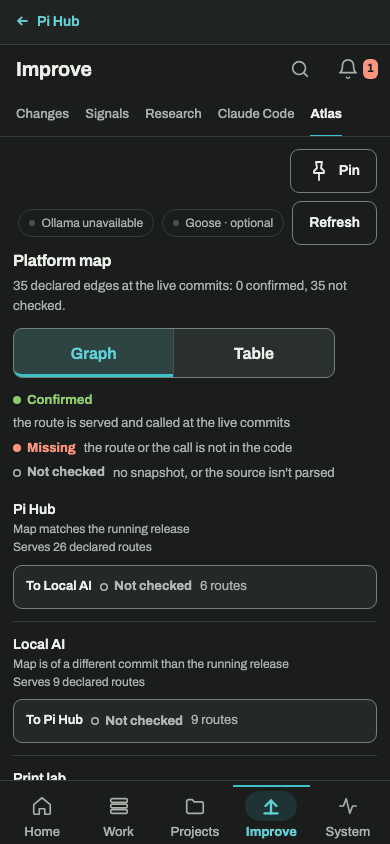 Pi Hub
Improve
1
Changes Signals Research Claude Code Atlas
Pin
Ollama unavailable
Goose · optional
Refresh
Platform map
35 declared edges at the live commits: 0 confirmed, 35 not
checked.
Graph
Table
Confirmed
the route is served and called at the live commits
Missing the route or the call is not in the code
Not checked no snapshot, or the source isn't parsed
Pi Hub
Map matches the running release
Serves 26 declared routes
To Local AI Not checked 6 routes
Local AI
Map is of a different commit than the running release
Serves 9 declared routes
To Pi Hub Not checked 9 routes
Print lab
Home Work Projects Improve System